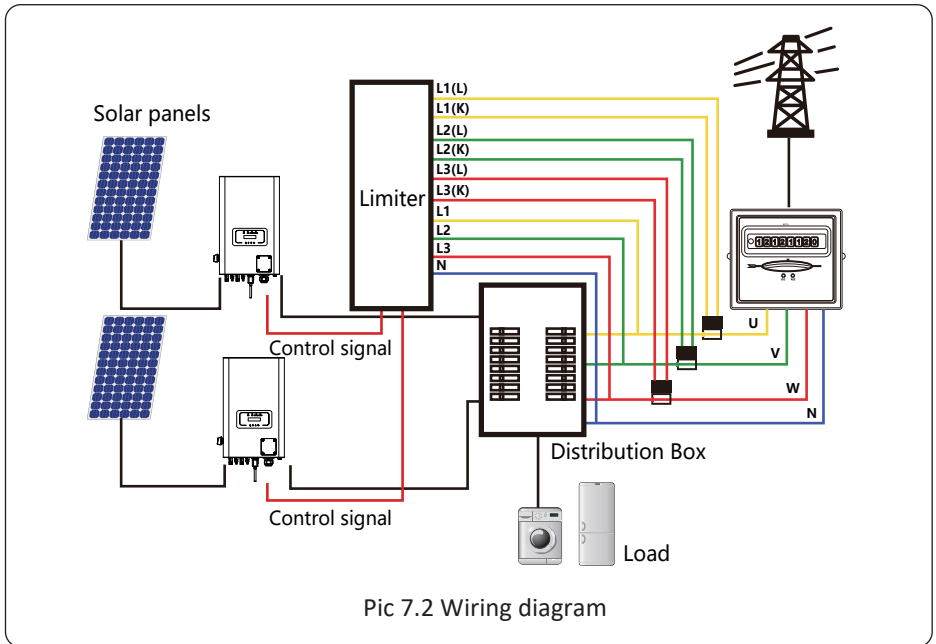 Solar panels
Limiter
L1(L)
L1(K)
L2(L)
L2(K)
L3(L)
L3(K)
L1
L2
L3
N
12121120
U
V
W
N
Control signal
Control signal
Distribution Box
Load
Pic 7.2 Wiring diagram